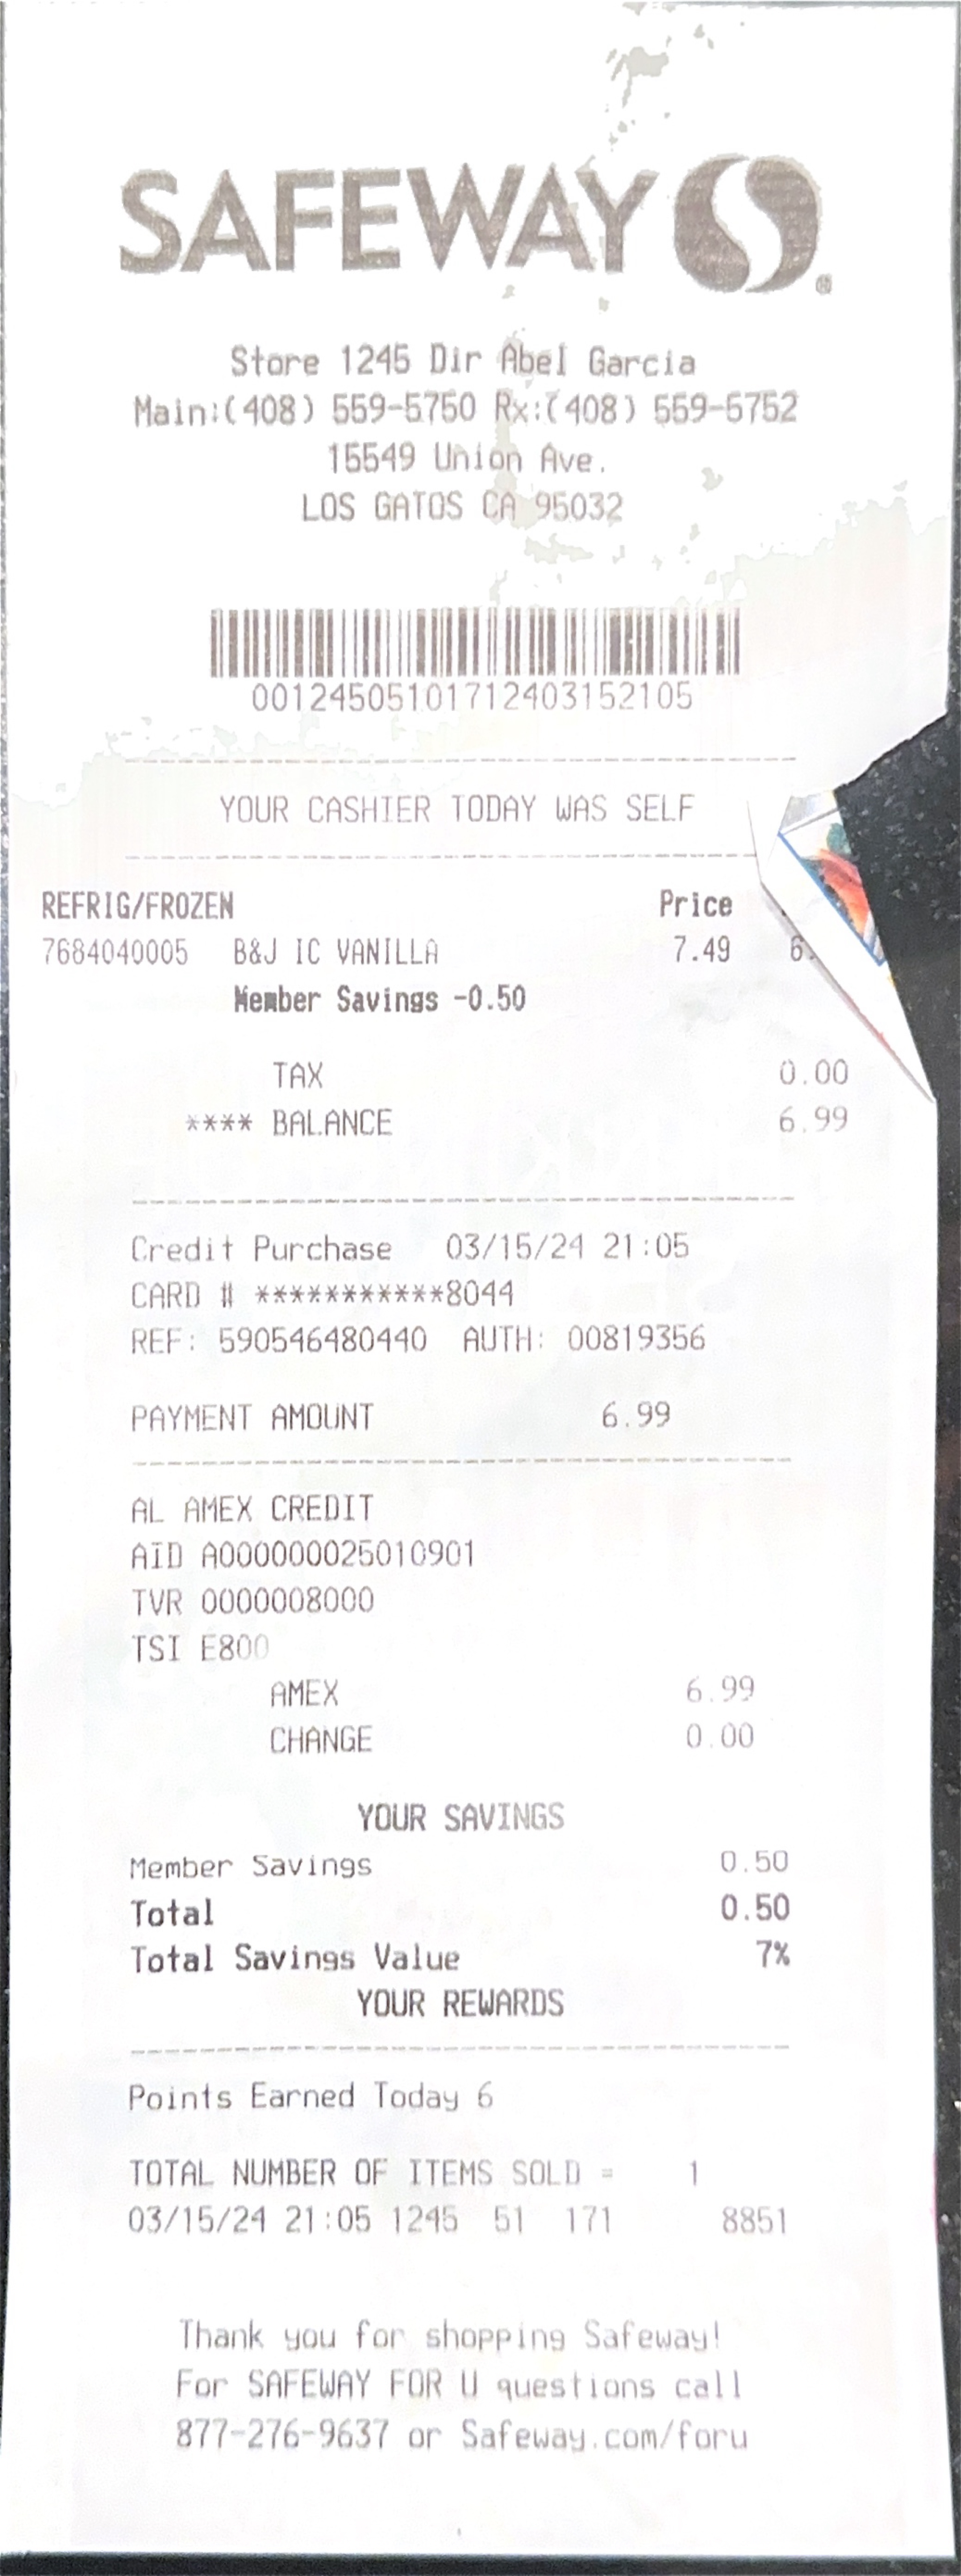 SAFEWAY
Store 1245 Dir Abel Garcia
Main:(408) 559-5750 Rx:(408) 559-5752
15549 Union Ave.
LOS GATOS CA 95032
00124505101712403152105
YOUR CASHIER TODAY WAS SELF
REFRIG/FROZEN Price
7684040005 B&J IC VANILLA 7.49 6.
Member Savings -0.50
TAX 0.00
**** BALANCE 6.99
Credit Purchase 03/15/24 21:05
CARD # ***********8044
REF: 590546480440 AUTH: 00819356
PAYMENT AMOUNT 6.99
AL AMEX CREDIT
AID A000000025010901
TVR 0000008000
TSI E800
AMEX 6.99
CHANGE 0.00
YOUR SAVINGS
Member Savings 0.50
Total 0.50
Total Savings Value 7%
YOUR REWARDS
Points Earned Today 6
TOTAL NUMBER OF ITEMS SOLD = 1
03/15/24 21:05 1245 51 171 8851
Thank you for shopping Safeway!
For SAFEWAY FOR U questions call
877-276-9637 or Safeway.com/foru